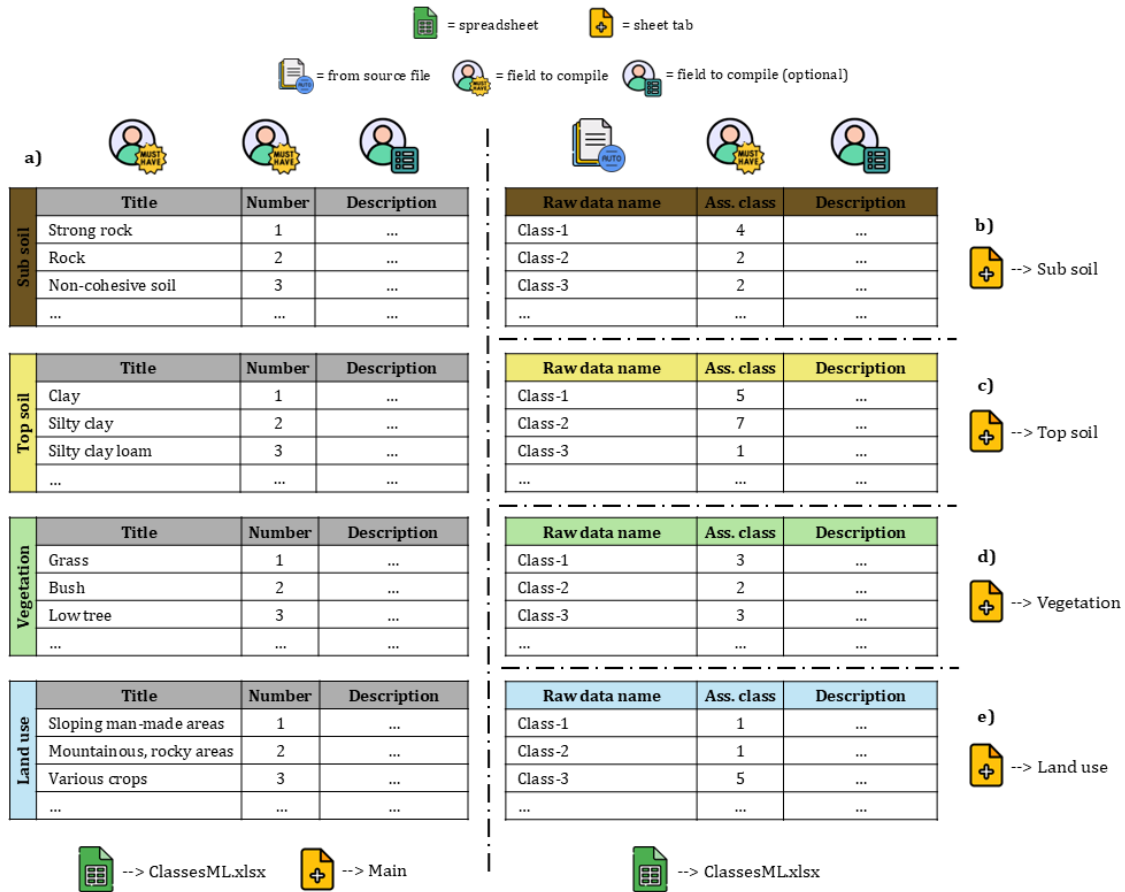 = spreadsheet = sheet tab
= from source file = field to compile = field to compile (optional)
AUTO MUST HAVE
a)
MUST HAVE MUST HAVE
Sub soil
Title Number Description
Strong rock 1 ...
Rock 2 ...
Non-cohesive soil 3 ...
... ... ...
Top soil
Title Number Description
Clay 1 ...
Silty clay 2 ...
Silty clay loam 3 ...
... ... ...
Vegetation
Title Number Description
Grass 1 ...
Bush 2 ...
Low tree 3 ...
... ... ...
Land use
Title Number Description
Sloping man-made areas 1 ...
Mountainous, rocky areas 2 ...
Various crops 3 ...
... ... ...
--> ClassesML.xlsx --> Main
AUTO MUST HAVE
Raw data name Ass. class Description
Class-1 4 ...
Class-2 2 ...
Class-3 2 ...
... ... ...
b)
--> Sub soil
Raw data name Ass. class Description
Class-1 5 ...
Class-2 7 ...
Class-3 1 ...
... ... ...
c)
--> Top soil
Raw data name Ass. class Description
Class-1 3 ...
Class-2 2 ...
Class-3 3 ...
... ... ...
d)
--> Vegetation
Raw data name Ass. class Description
Class-1 1 ...
Class-2 1 ...
Class-3 5 ...
... ... ...
e)
--> Land use
--> ClassesML.xlsx